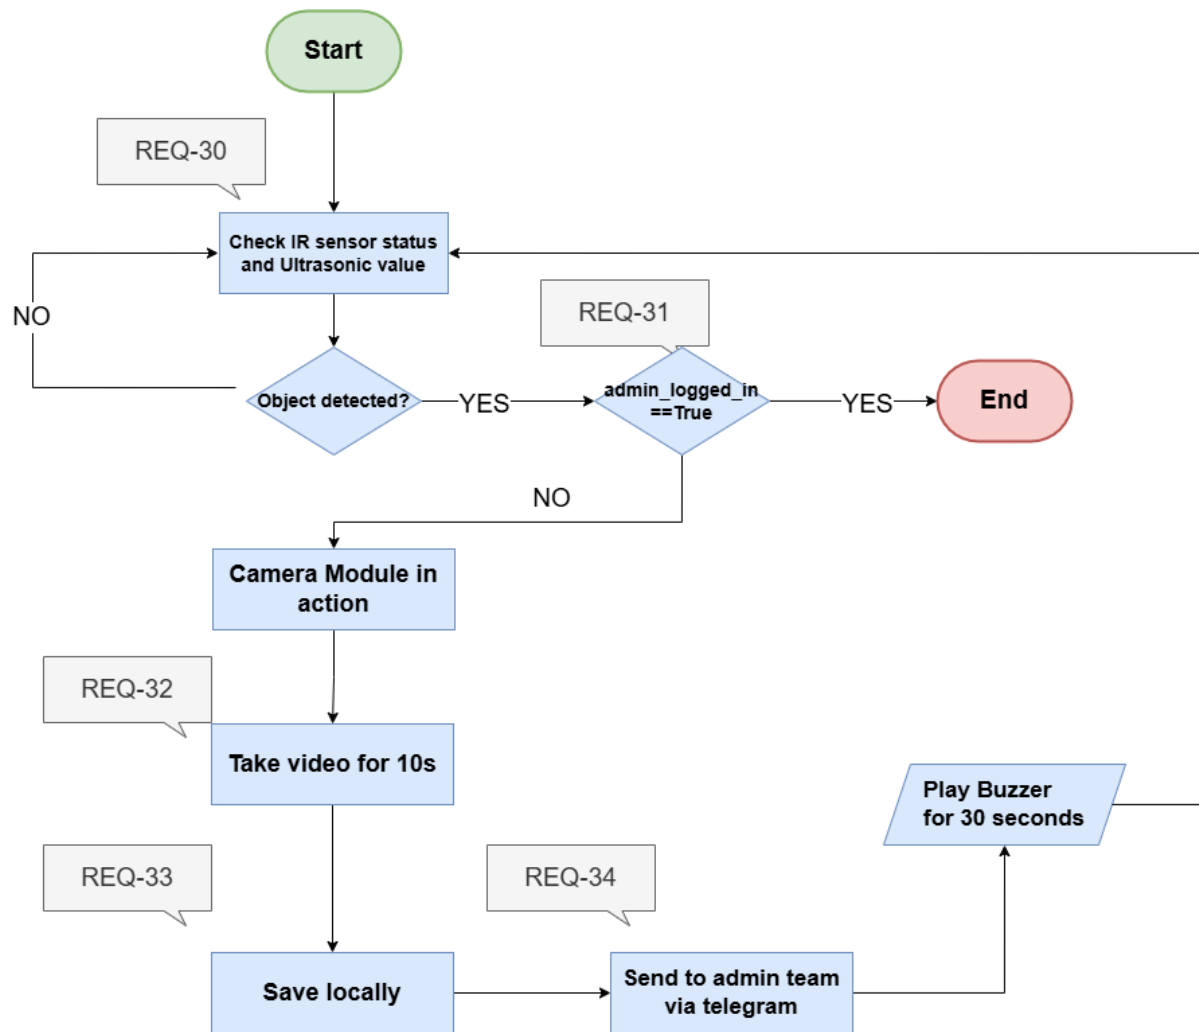 Start
REQ-30
Check IR sensor status
and Ultrasonic value
REQ-31
NO
Object detected?
YES
admin_logged_in
==True
YES
End
NO
Camera Module in
action
REQ-32
Take video for 10s
Play Buzzer
for 30 seconds
REQ-33
REQ-34
Save locally
Send to admin team
via telegram